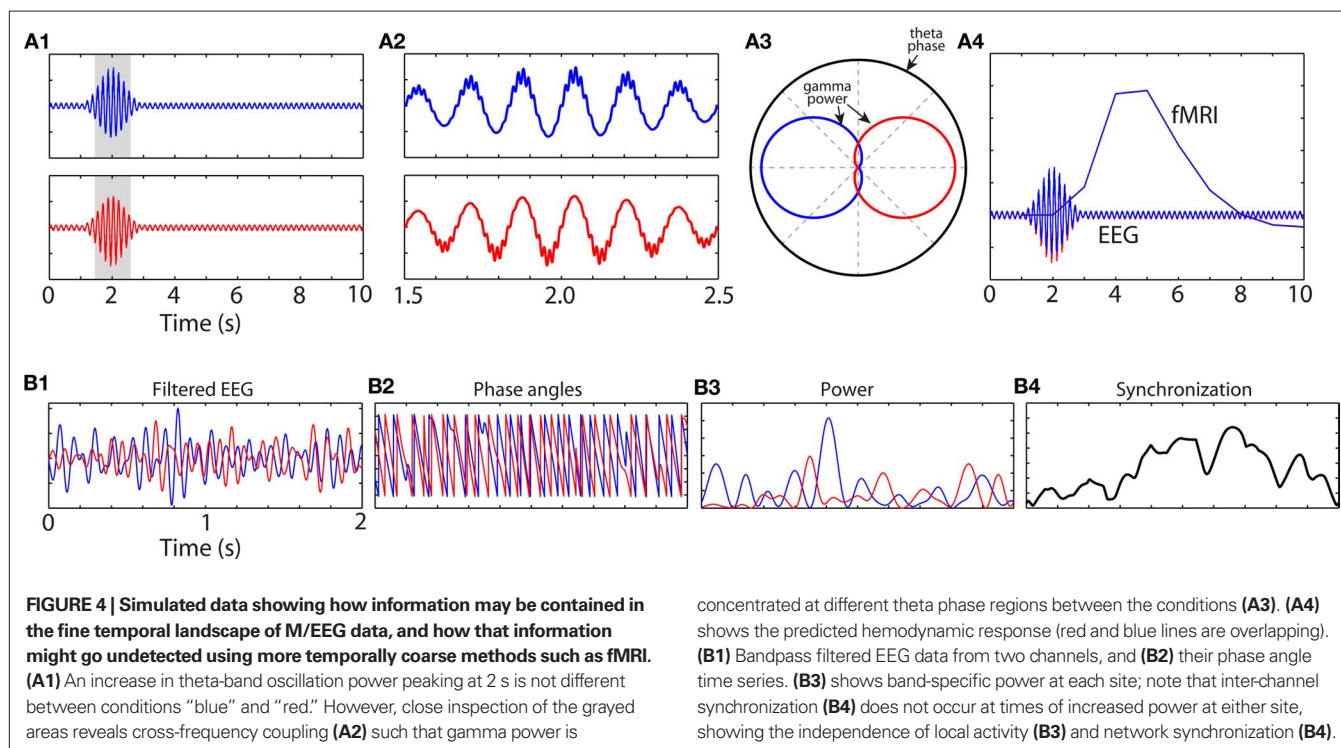 A1
A2
A3
A4
theta
phase
gamma
power
fMRI
EEG
0 2 4 6 8 10
Time (s)
1.5 2.0 2.5
0 2 4 6 8 10
B1
Filtered EEG
B2
Phase angles
B3
Power
B4
Synchronization
0 1 2
Time (s)
FIGURE 4 | Simulated data showing how information may be contained in
the fine temporal landscape of M/EEG data, and how that information
might go undetected using more temporally coarse methods such as fMRI.
(A1) An increase in theta-band oscillation power peaking at 2 s is not different
between conditions “blue” and “red.” However, close inspection of the grayed
areas reveals cross-frequency coupling (A2) such that gamma power is
concentrated at different theta phase regions between the conditions (A3). (A4)
shows the predicted hemodynamic response (red and blue lines are overlapping).
(B1) Bandpass filtered EEG data from two channels, and (B2) their phase angle
time series. (B3) shows band-specific power at each site; note that inter-channel
synchronization (B4) does not occur at times of increased power at either site,
showing the independence of local activity (B3) and network synchronization (B4).